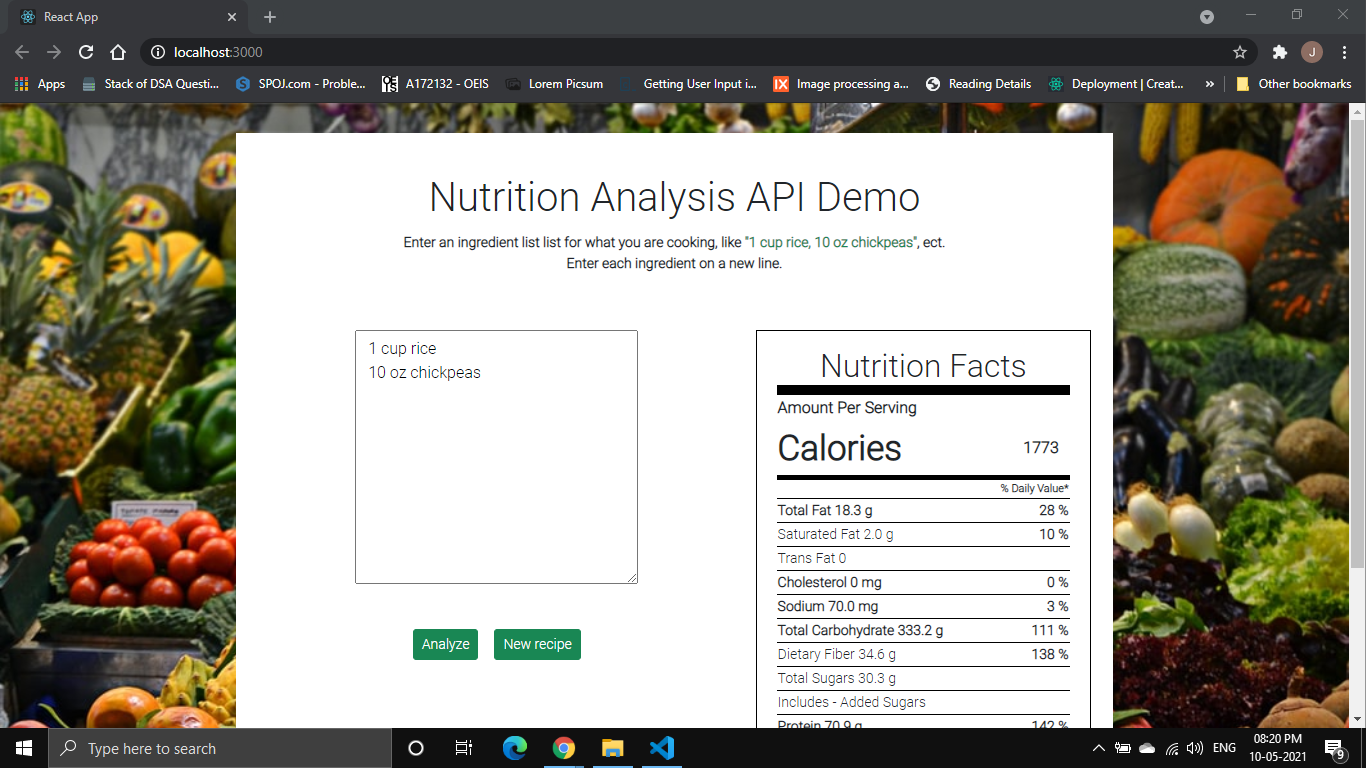 React App
localhost:3000
J
Apps
Stack of DSA Questi...
SPOJ.com - Proble...
OEIS
A172132 - OEIS
Lorem Picsum
Getting User Input i...
IX
Image processing a...
Reading Details
Deployment | Creat...
»
Other bookmarks
Nutrition Analysis API Demo
Enter an ingredient list list for what you are cooking, like "1 cup rice, 10 oz chickpeas", ect.
Enter each ingredient on a new line.
1 cup rice
10 oz chickpeas
Analyze
New recipe
Nutrition Facts
Amount Per Serving
Calories 1773
% Daily Value*
Total Fat 18.3 g 28 %
Saturated Fat 2.0 g 10 %
Trans Fat 0
Cholesterol 0 mg 0 %
Sodium 70.0 mg 3 %
Total Carbohydrate 333.2 g 111 %
Dietary Fiber 34.6 g 138 %
Total Sugars 30.3 g
Includes - Added Sugars
Protein 70.9 g 142 %
Type here to search
ENG
08:20 PM
10-05-2021
9